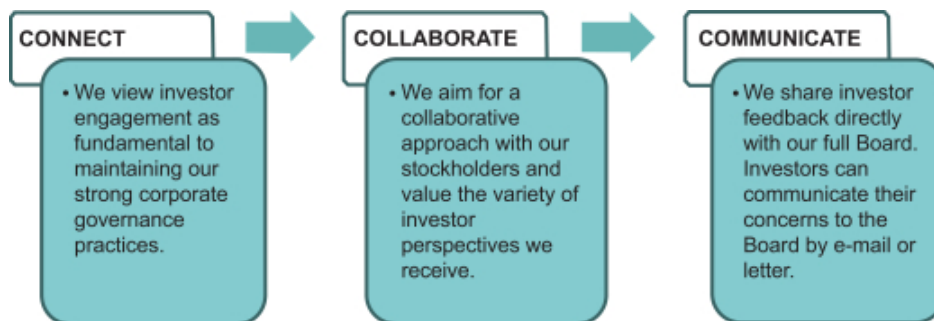 CONNECT
• We view investor
engagement as
fundamental to
maintaining our
strong corporate
governance
practices.
COLLABORATE
• We aim for a
collaborative
approach with our
stockholders and
value the variety of
investor
perspectives we
receive.
COMMUNICATE
• We share investor
feedback directly
with our full Board.
Investors can
communicate their
concerns to the
Board by e-mail or
letter.